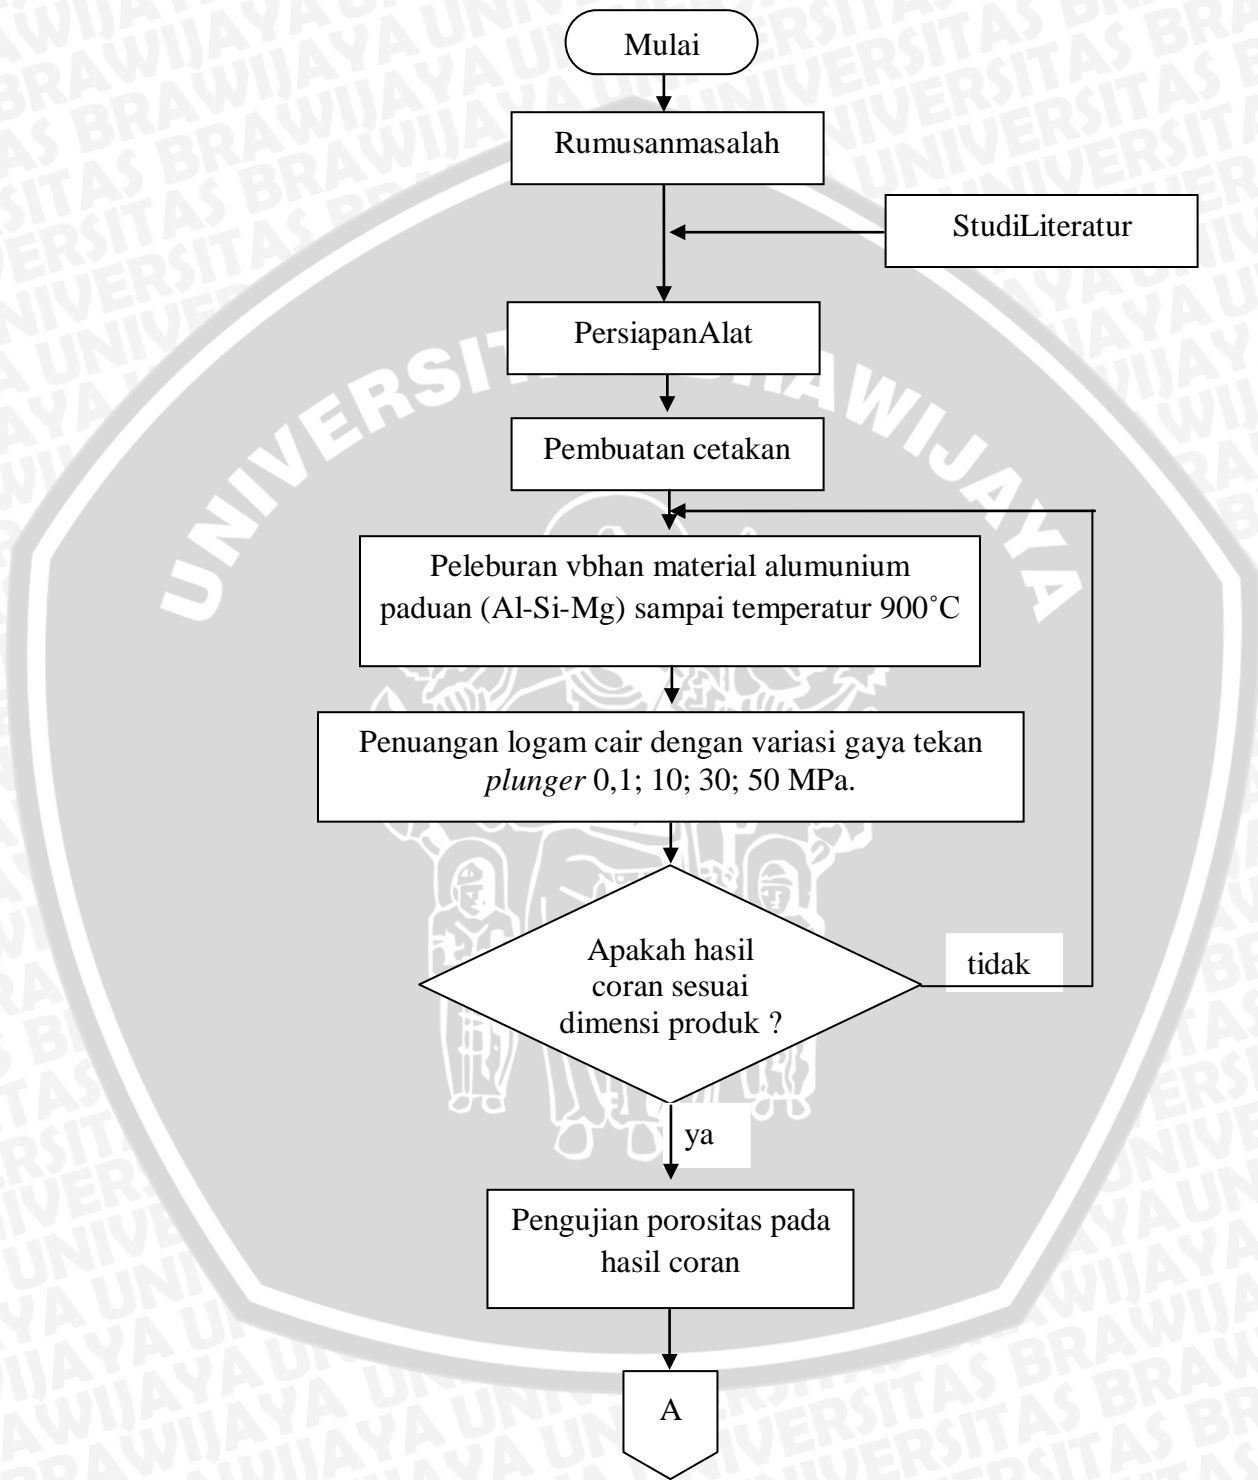 Mulai
Rumusanmasalah
StudiLiteratur
PersiapanAlat
Pembuatan cetakan
Peleburan vbhan material alumunium
paduan (Al-Si-Mg) sampai temperatur 900˚C
Penuangan logam cair dengan variasi gaya tekan
plunger 0,1; 10; 30; 50 MPa.
Apakah hasil
coran sesuai
dimensi produk ?
tidak
ya
Pengujian porositas pada
hasil coran
A
UNIVERSITAS BRAWIJAYA